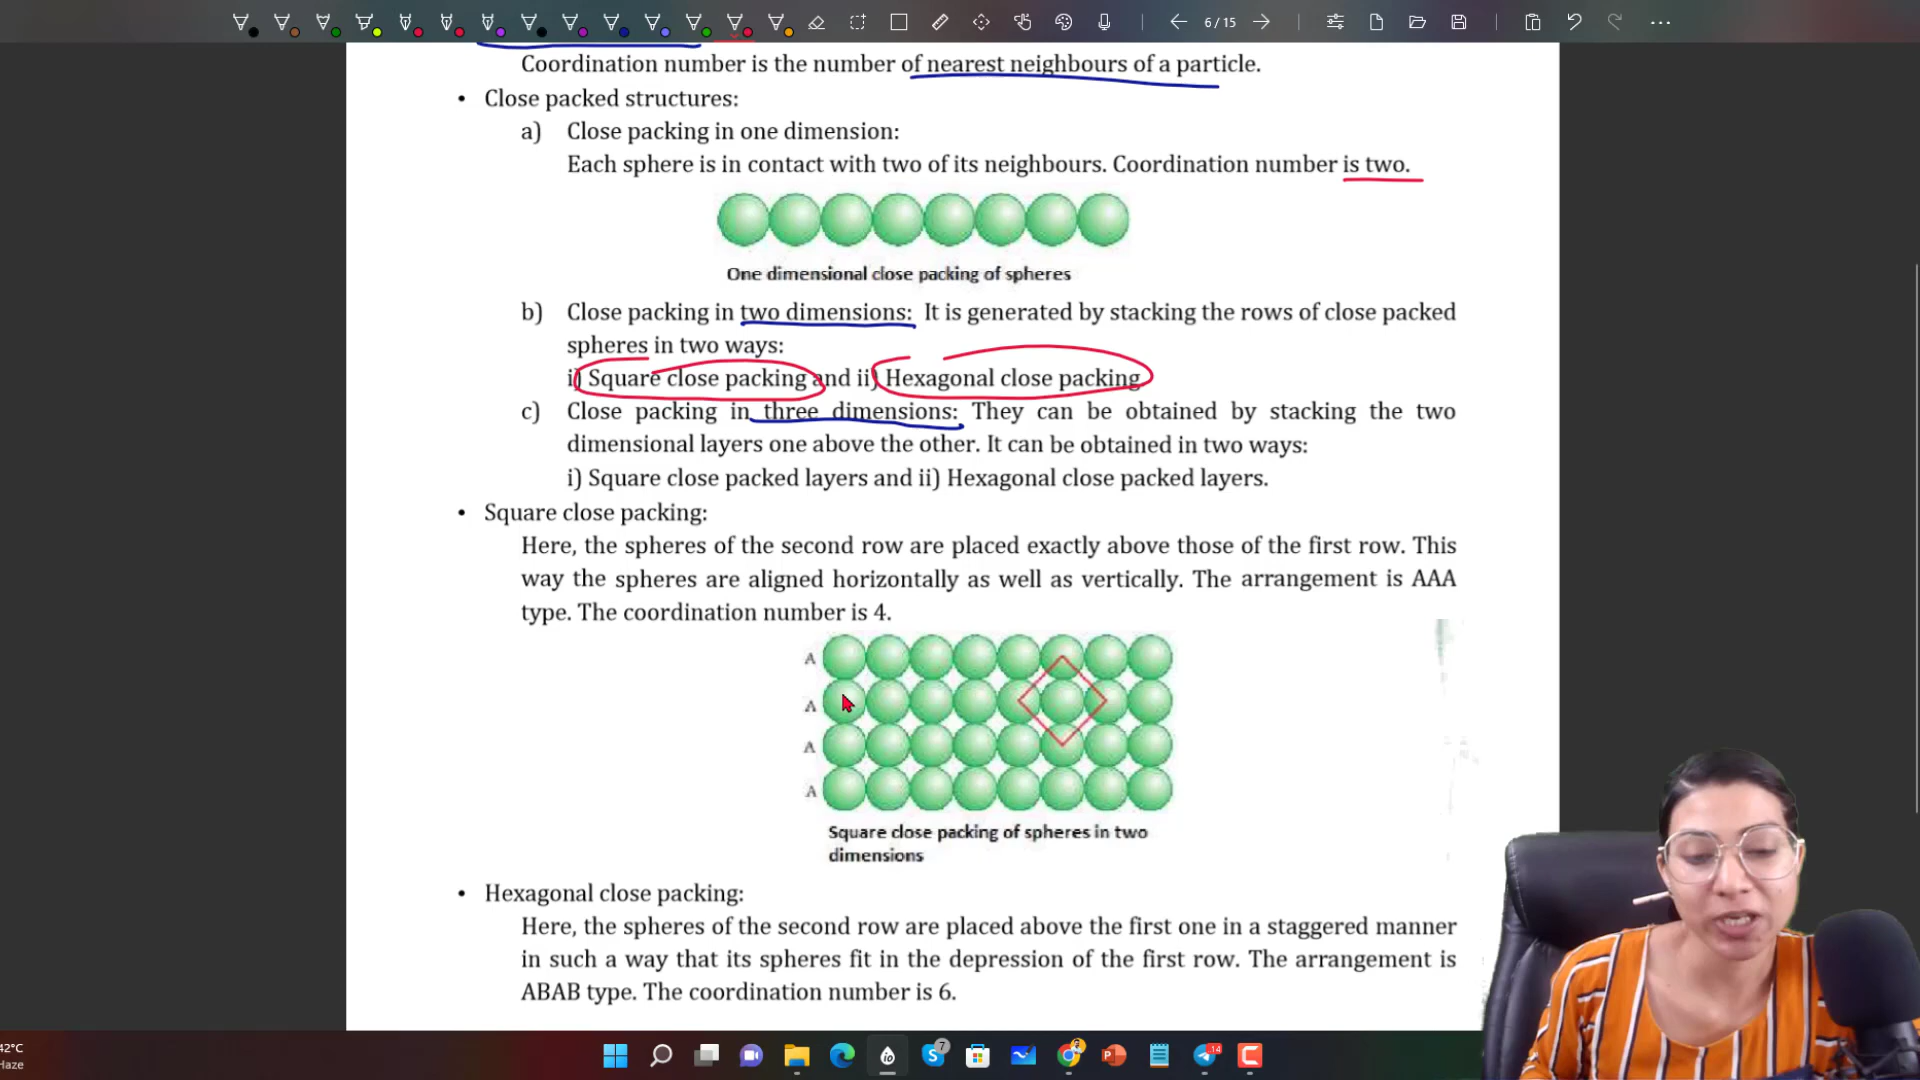 6 / 15
Coordination number is the number of nearest neighbours of a particle.
• Close packed structures:
a) Close packing in one dimension:
Each sphere is in contact with two of its neighbours. Coordination number is two.
One dimensional close packing of spheres
b) Close packing in two dimensions: It is generated by stacking the rows of close packed
spheres in two ways:
i) Square close packing and ii) Hexagonal close packing
c) Close packing in three dimensions: They can be obtained by stacking the two
dimensional layers one above the other. It can be obtained in two ways:
i) Square close packed layers and ii) Hexagonal close packed layers.
• Square close packing:
Here, the spheres of the second row are placed exactly above those of the first row. This
way the spheres are aligned horizontally as well as vertically. The arrangement is AAA
type. The coordination number is 4.
A
A
A
A
Square close packing of spheres in two
dimensions
• Hexagonal close packing:
Here, the spheres of the second row are placed above the first one in a staggered manner
in such a way that its spheres fit in the depression of the first row. The arrangement is
ABAB type. The coordination number is 6.
42°C
Haze
7
14